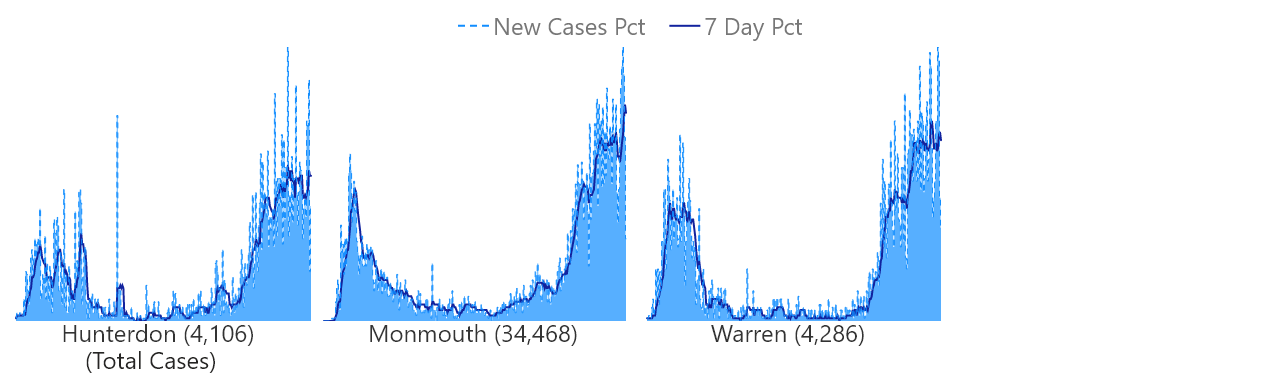 New Cases Pct 7 Day Pct
Hunterdon (4,106) Monmouth (34,468) Warren (4,286)
(Total Cases)